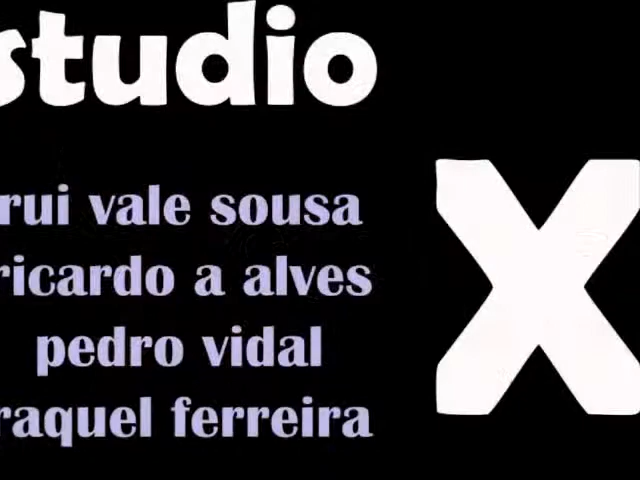 studio
X
rui vale sousa
ricardo a alves
pedro vidal
raquel ferreira